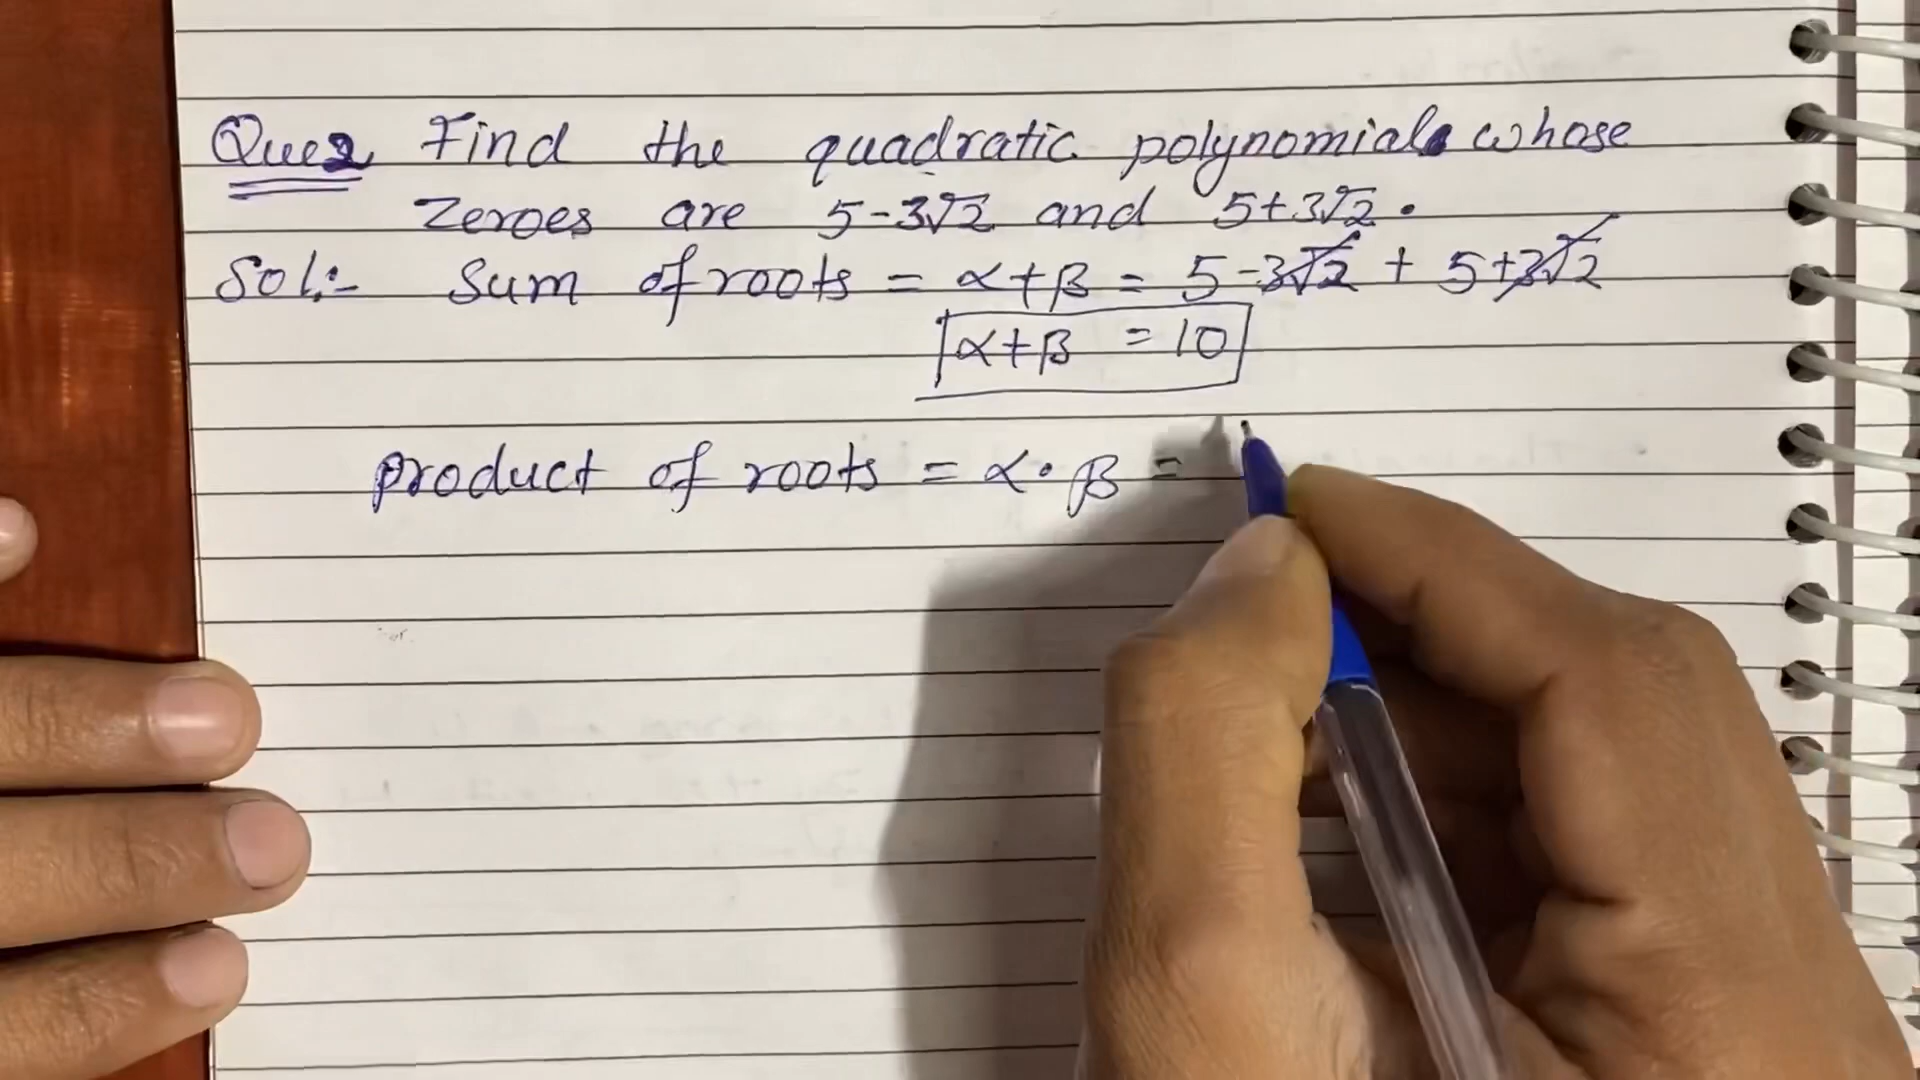 Que2 Find the quadratic polynomial whose
zeroes are 5-3√2 and 5+3√2.
Sol:- Sum of roots = α+β = 5-3√2 + 5+3√2
α+β = 10
product of roots = α·β =